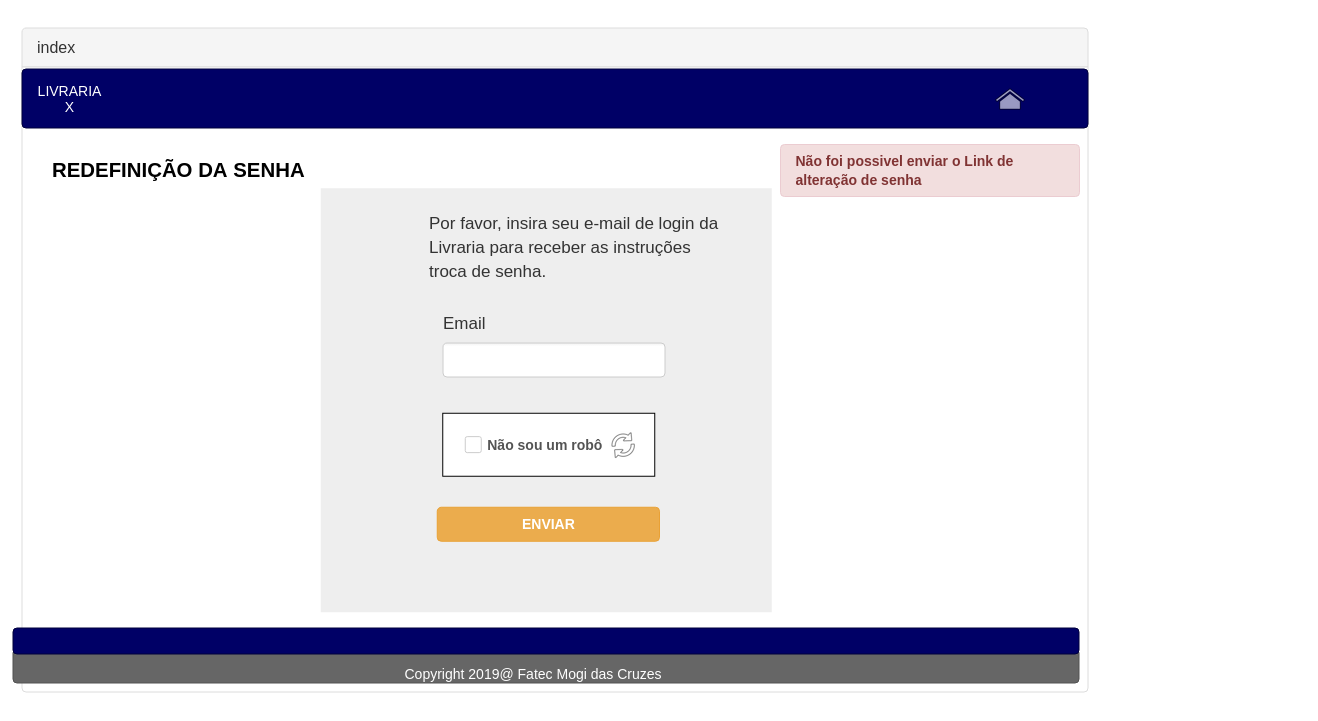 index
LIVRARIA
X
REDEFINIÇÃO DA SENHA
Não foi possivel enviar o Link de
alteração de senha
Por favor, insira seu e-mail de login da
Livraria para receber as instruções
troca de senha.
Email
Não sou um robô
ENVIAR
Copyright 2019@ Fatec Mogi das Cruzes